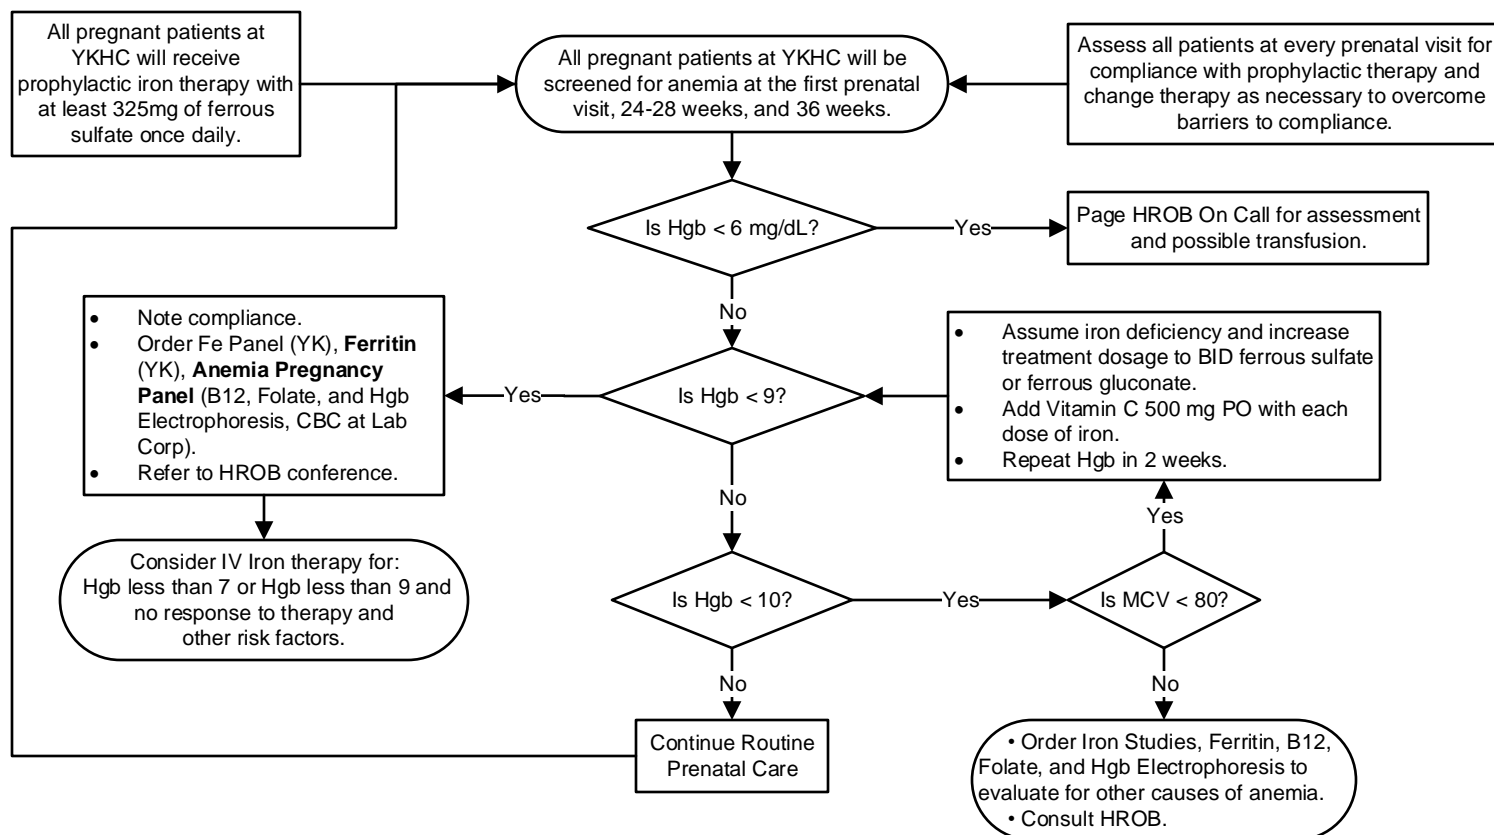 All pregnant patients at
YKHC will receive
prophylactic iron therapy with
at least 325mg of ferrous
sulfate once daily.
All pregnant patients at YKHC will be
screened for anemia at the first prenatal
visit, 24-28 weeks, and 36 weeks.
Assess all patients at every prenatal visit for
compliance with prophylactic therapy and
change therapy as necessary to overcome
barriers to compliance.
Is Hgb < 6 mg/dL?
Yes
Page HROB On Call for assessment
and possible transfusion.
No
• Note compliance.
• Order Fe Panel (YK), Ferritin
(YK), Anemia Pregnancy
Panel (B12, Folate, and Hgb
Electrophoresis, CBC at Lab
Corp).
• Refer to HROB conference.
Yes
Is Hgb < 9?
• Assume iron deficiency and increase
treatment dosage to BID ferrous sulfate
or ferrous gluconate.
• Add Vitamin C 500 mg PO with each
dose of iron.
• Repeat Hgb in 2 weeks.
No
Yes
Consider IV Iron therapy for:
Hgb less than 7 or Hgb less than 9 and
no response to therapy and
other risk factors.
Is Hgb < 10?
Yes
Is MCV < 80?
No
No
Continue Routine
Prenatal Care
• Order Iron Studies, Ferritin, B12,
Folate, and Hgb Electrophoresis to
evaluate for other causes of anemia.
• Consult HROB.